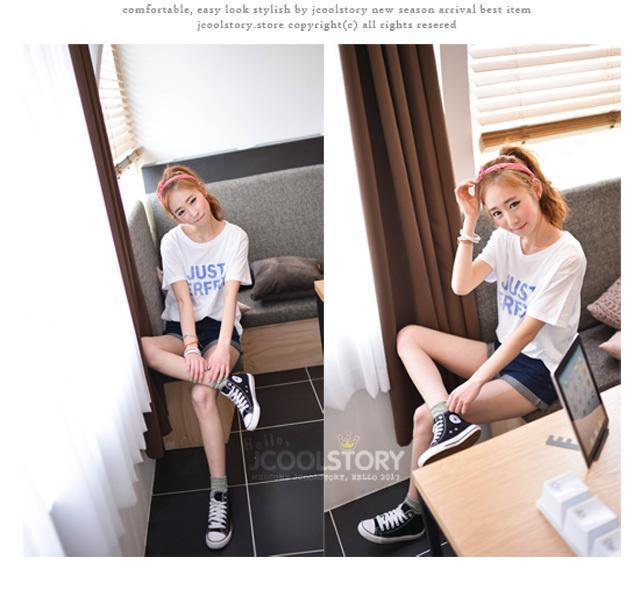 comfortable, easy look stylish by jcoolstory new season arrival best item
jcoolstory.store copyright(c) all rights resered
JUST
ERFE
JUST
ERFE
Hello,
JCOOLSTORY
WELCOME JCOOLSTORY, HELLO 2013